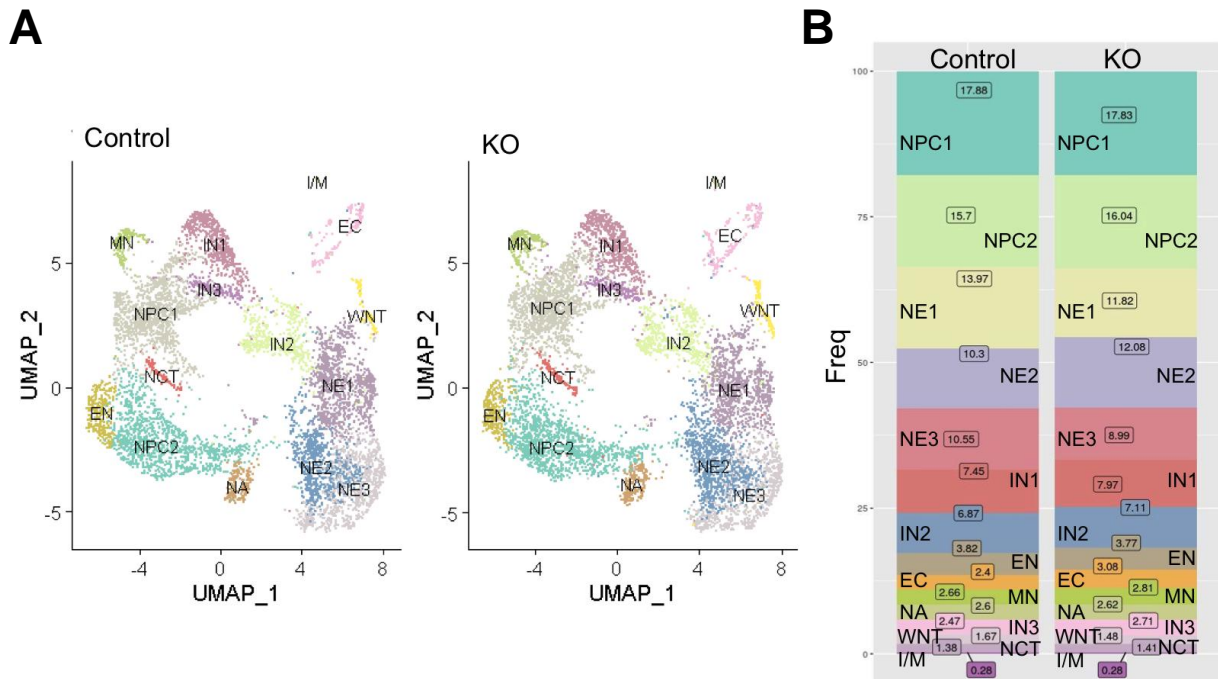 A
B
Control
KO
Control
KO
I/M
EC
MN
IN1
IN3
NPC1
WNT
IN2
NCT
NE1
EN
NPC2
NE2
NA
NE3
5
0
-5
-4
0
4
8
UMAP_2
UMAP_1
I/M
EC
MN
IN1
IN3
NPC1
WNT
IN2
NCT
NE1
EN
NPC2
NE2
NA
NE3
5
0
-5
-4
0
4
8
UMAP_2
UMAP_1
Freq
100
75
50
25
0
17.88
NPC1
15.7
NPC2
13.97
NE1
10.3
NE2
NE3
10.55
7.45
IN1
6.87
IN2
3.82
EN
2.4
EC
2.66
MN
2.6
NA
2.47
IN3
WNT
1.67
1.38
NCT
I/M
0.28
17.83
NPC1
16.04
NPC2
11.82
NE1
12.08
NE2
NE3
8.99
7.97
IN1
7.11
IN2
3.77
EN
3.08
EC
2.81
MN
NA
2.62
2.71
IN3
WNT
1.48
1.41
NCT
I/M
0.28